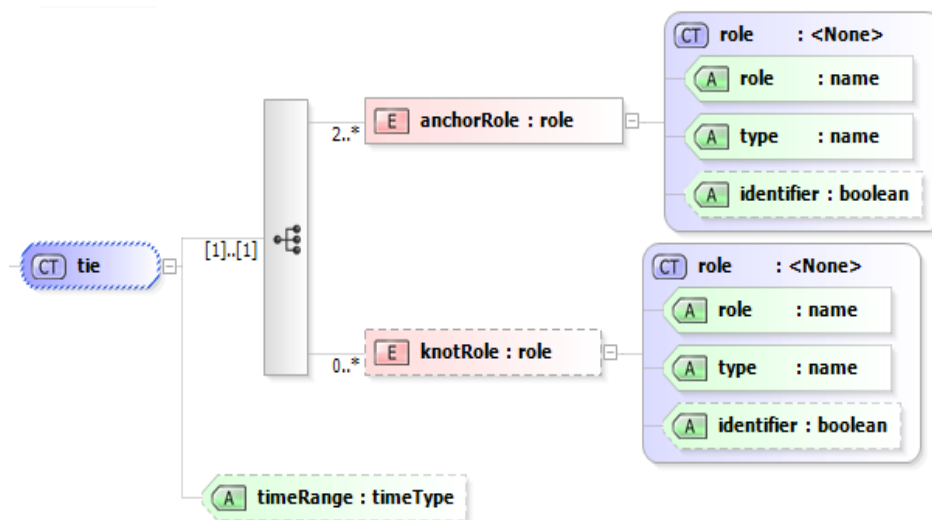 CT role : <None>
A role : name
E anchorRole : role
2..*
A type : name
A identifier : boolean
[1]..[1]
CT tie
CT role : <None>
A role : name
E knotRole : role
0..*
A type : name
A identifier : boolean
A timeRange : timeType